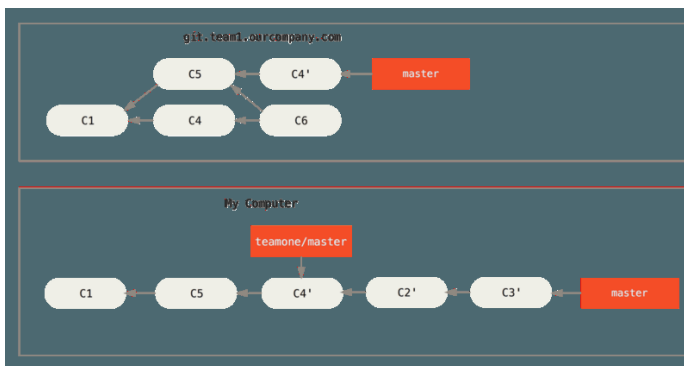 git.team1.ourcompany.com
C5 C4' master
C1 C4 C6
My Computer
teamone/master
C1 C5 C4' C2' C3' master